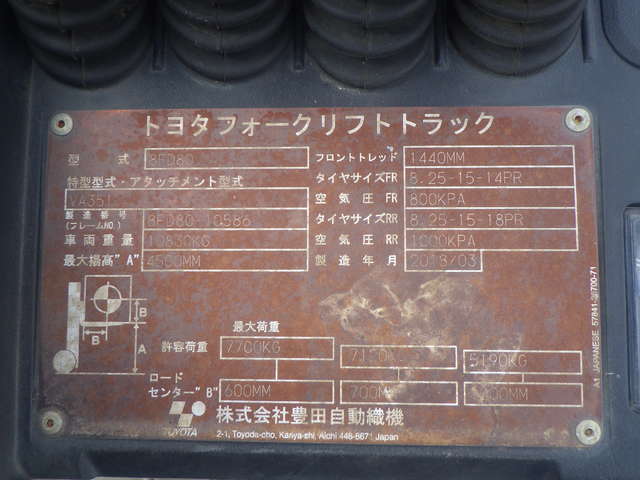 トヨタフォークリフトトラック
型式 8FD80 フロントトレッド 1440MM
特型型式・アタッチメント型式 タイヤサイズFR 8.25-15-14PR
VA351 空気圧 FR 800KPA
製造番号(フレームNO.) 8FD80-10586 タイヤサイズRR 8.25-15-18PR
車両重量 10830KG 空気圧 RR 1000KPA
最大揚高"A" 4500MM 製造年月 2018/03
B
B
A
最大荷重
許容荷重 7700KG 5190KG
ロードセンター"B" 600MM 700MM
TOYOTA 株式会社豊田自動織機
2-1, Toyoda-cho, Kariya-shi, Aichi 448-8671 Japan
A1 JAPANESE